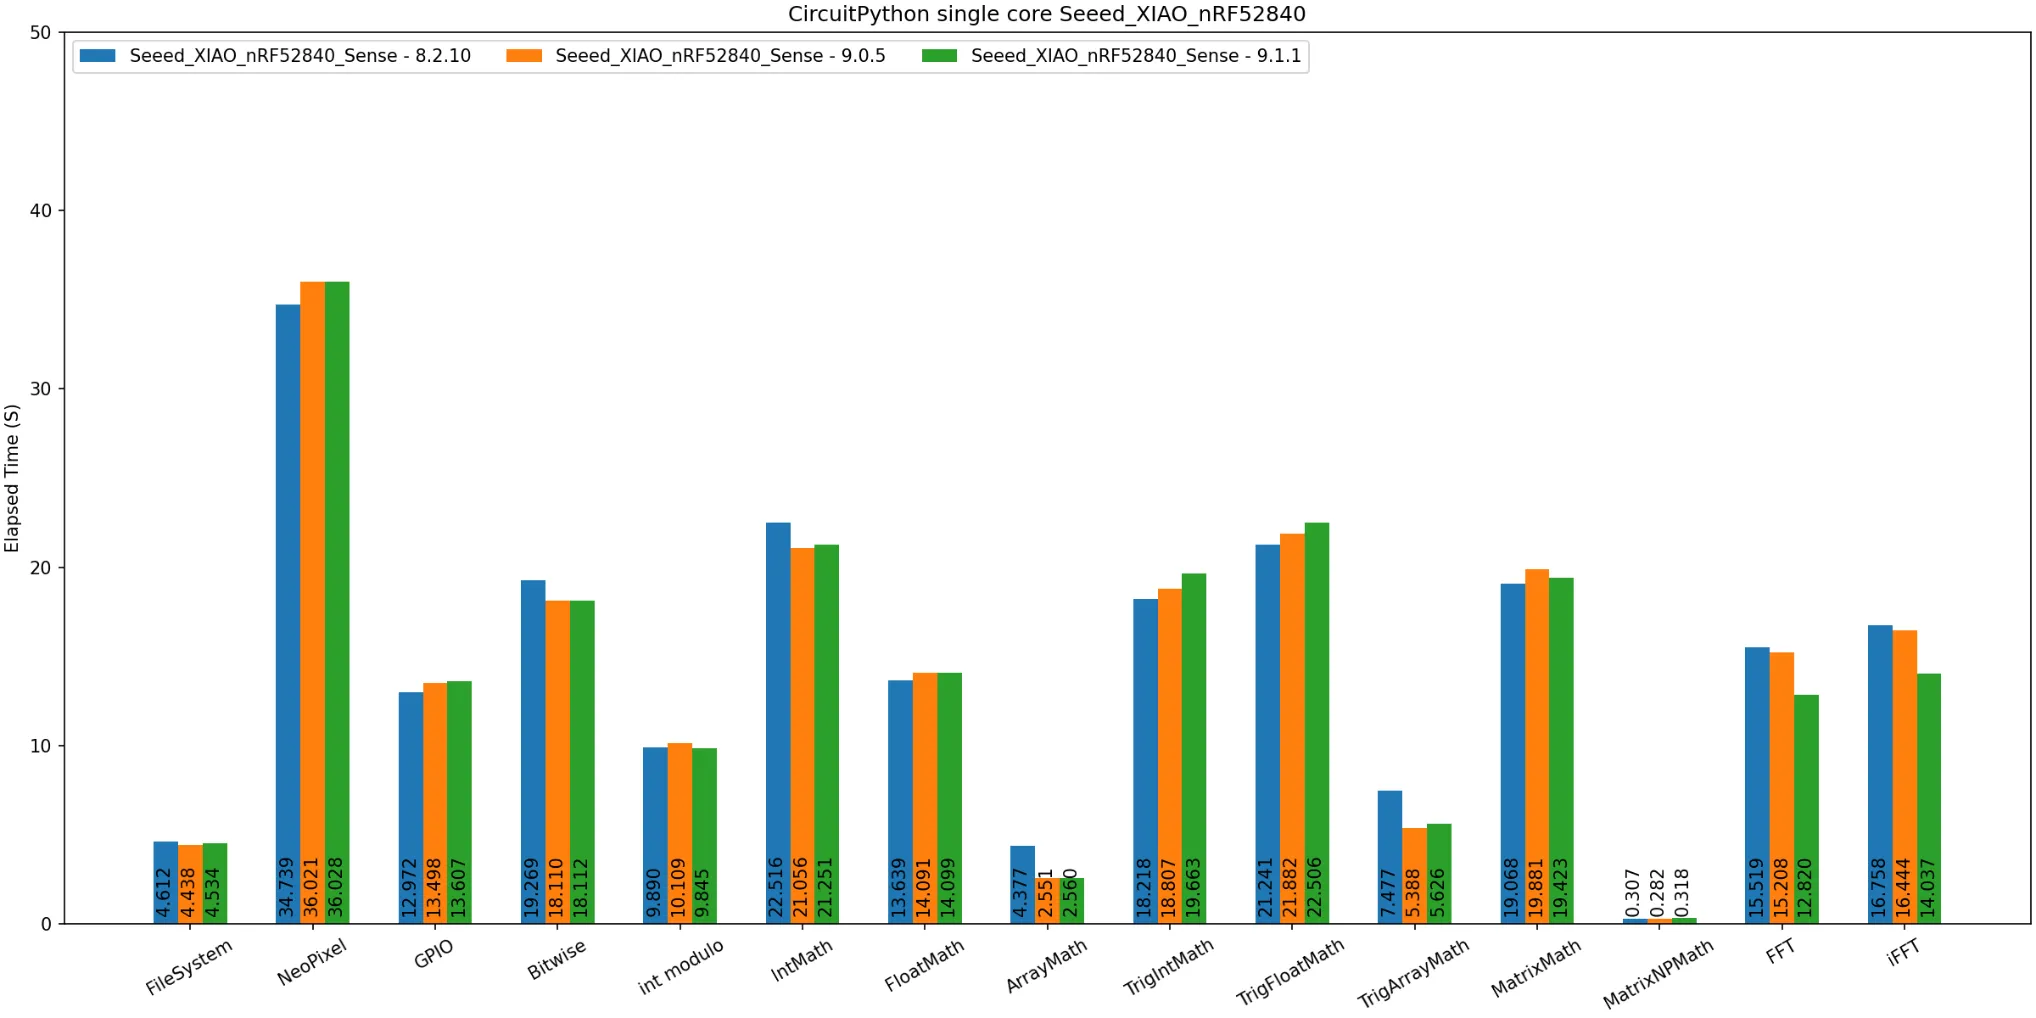 CircuitPython single core Seeed_XIAO_nRF52840
Seeed_XIAO_nRF52840_Sense - 8.2.10 Seeed_XIAO_nRF52840_Sense - 9.0.5 Seeed_XIAO_nRF52840_Sense - 9.1.1
Elapsed Time (S)
50
40
30
20
10
0
4.612 4.438 4.534
34.739 36.021 36.028
12.972 13.498 13.607
19.269 18.110 18.112
9.890 10.109 9.845
22.516 21.056 21.251
13.639 14.091 14.099
4.377 2.551 2.560
18.218 18.807 19.663
21.241 21.882 22.506
7.477 5.388 5.626
19.068 19.881 19.423
0.307 0.282 0.318
15.519 15.208 12.820
16.758 16.444 14.037
FileSystem
NeoPixel
GPIO
Bitwise
int modulo
IntMath
FloatMath
ArrayMath
TrigIntMath
TrigFloatMath
TrigArrayMath
MatrixMath
MatrixNPMath
FFT
iFFT